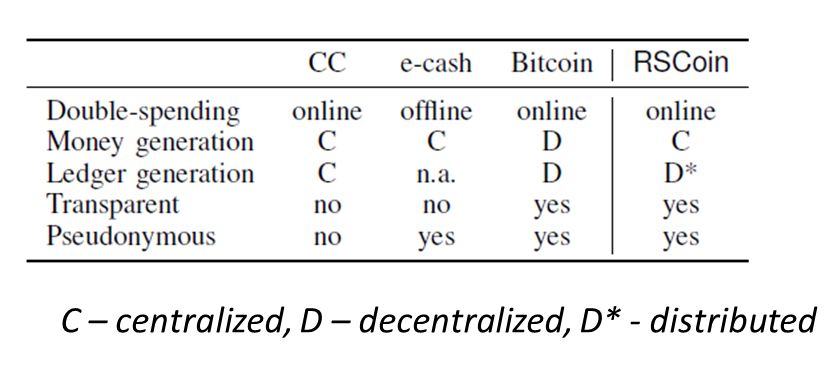 CC e-cash Bitcoin RSCoin
Double-spending online offline online online
Money generation C C D C
Ledger generation C n.a. D D*
Transparent no no yes yes
Pseudonymous no yes yes yes
C – centralized, D – decentralized, D* - distributed